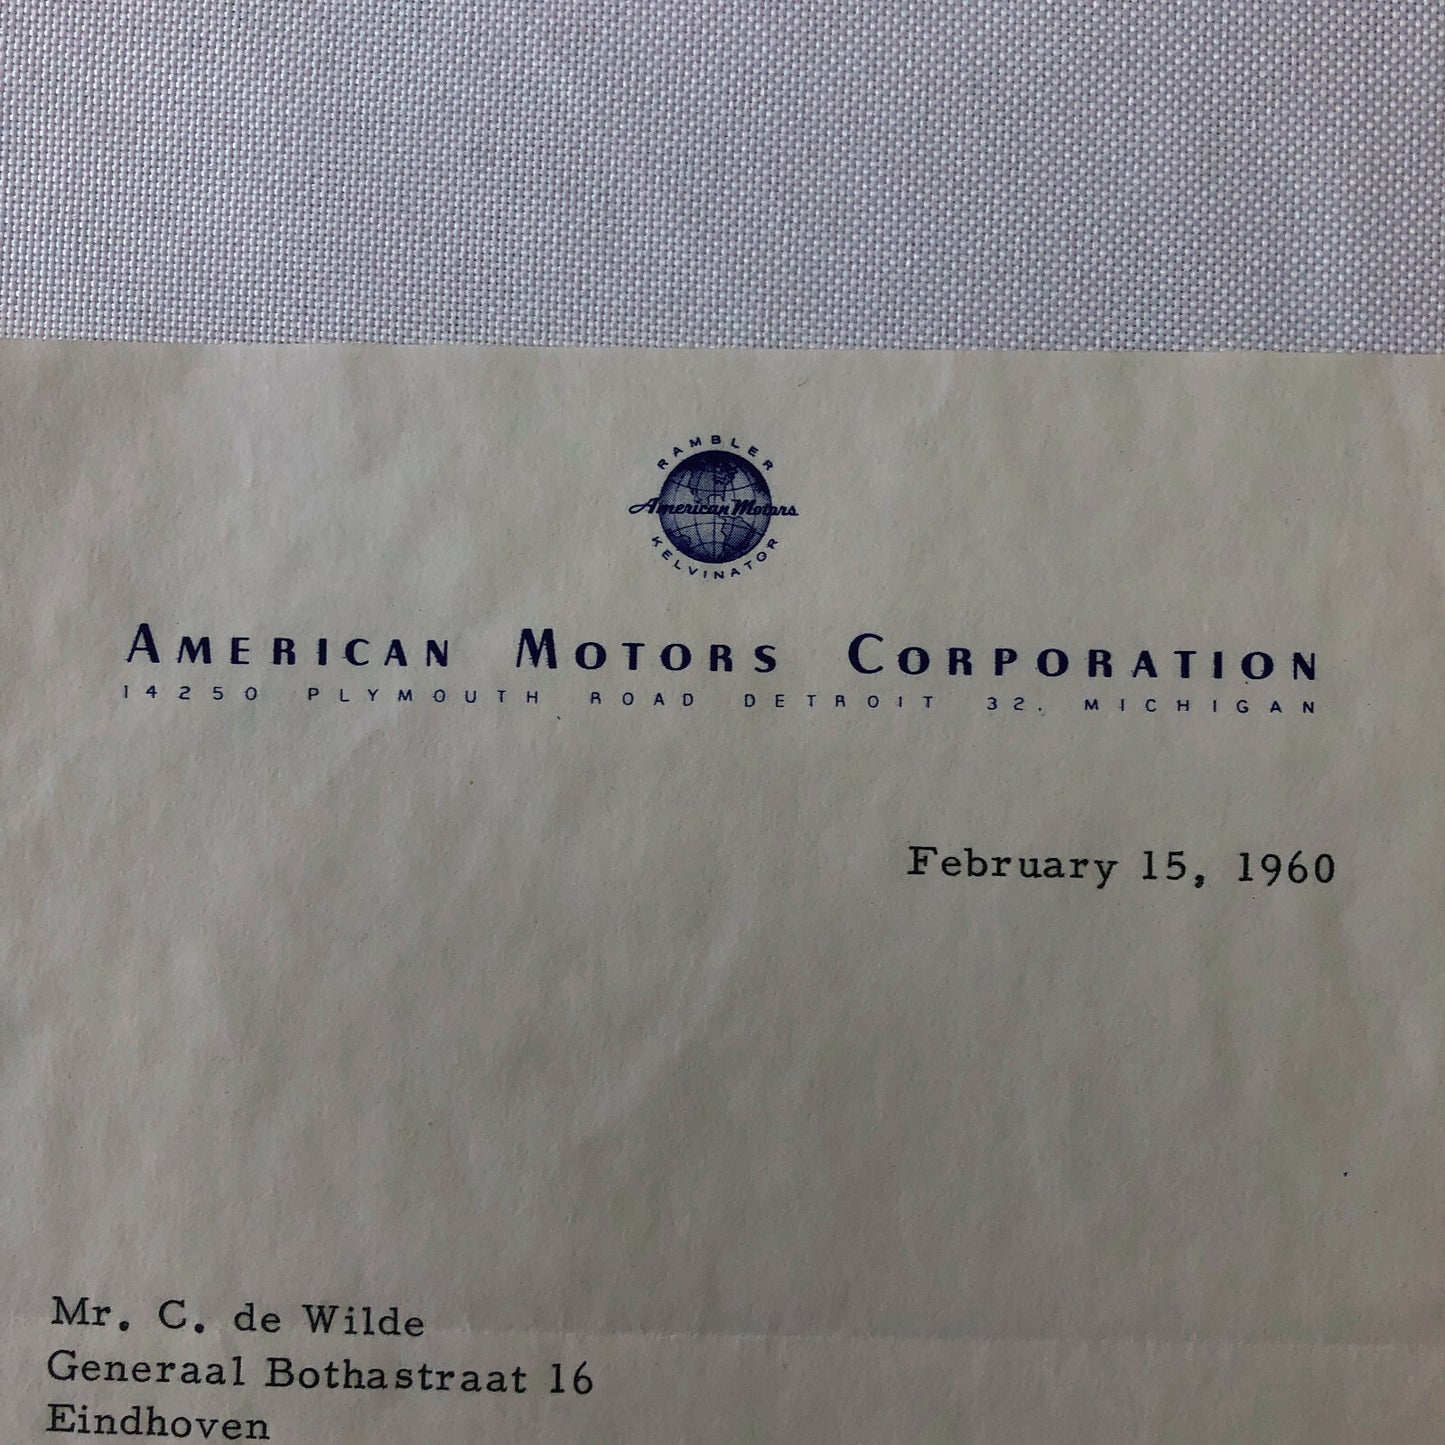 RAMBLER
American Motors
KELVINATOR
AMERICAN MOTORS CORPORATION
14250 PLYMOUTH ROAD DETROIT 32, MICHIGAN
February 15, 1960
Mr. C. de Wilde
Generaal Bothastraat 16
Eindhoven